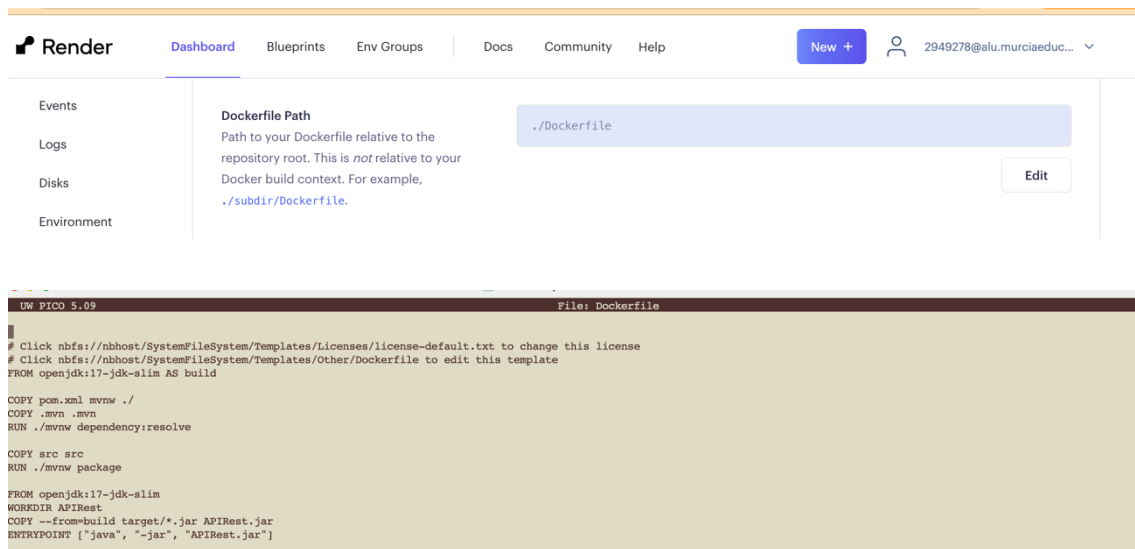 Render Dashboard Blueprints Env Groups Docs Community Help New + 2949278@alu.murciaeduc...
Events
Logs
Disks
Environment
Dockerfile Path
Path to your Dockerfile relative to the
repository root. This is not relative to your
Docker build context. For example,
./subdir/Dockerfile.
./Dockerfile
Edit
UW PICO 5.09 File: Dockerfile
# Click nbfs://nbhost/SystemFileSystem/Templates/Licenses/license-default.txt to change this license
# Click nbfs://nbhost/SystemFileSystem/Templates/Other/Dockerfile to edit this template
FROM openjdk:17-jdk-slim AS build
COPY pom.xml mvnw ./
COPY .mvn .mvn
RUN ./mvnw dependency:resolve
COPY src src
RUN ./mvnw package
FROM openjdk:17-jdk-slim
WORKDIR APIRest
COPY --from=build target/*.jar APIRest.jar
ENTRYPOINT ["java", "-jar", "APIRest.jar"]